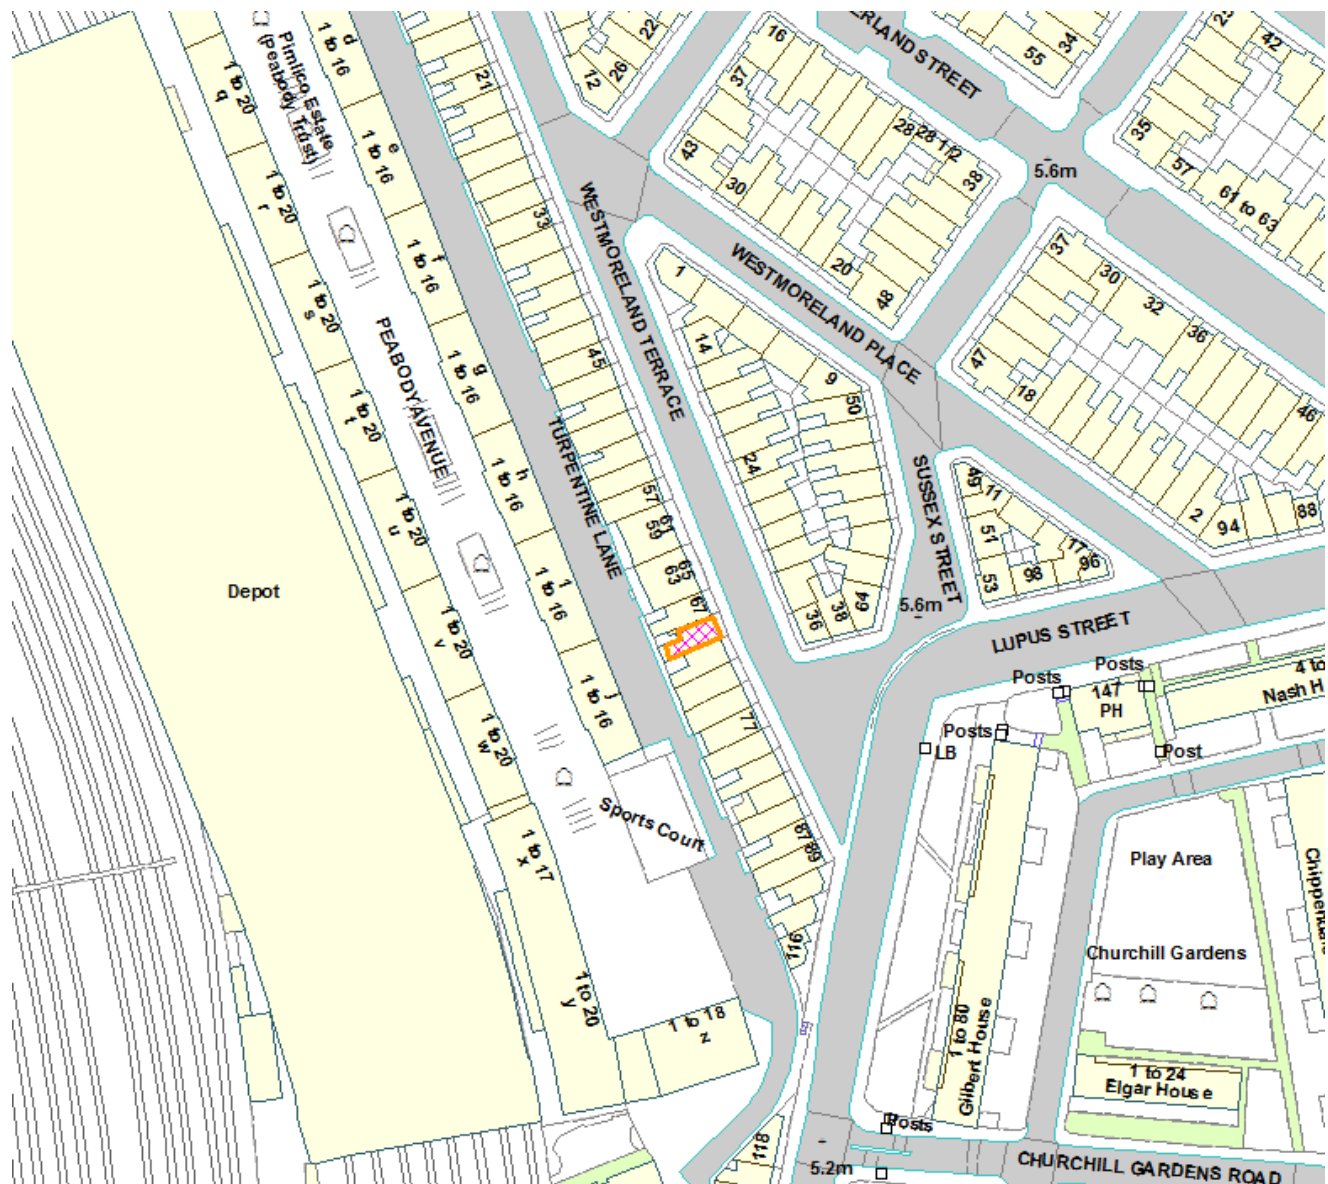 d
1 to 16
Pimlico Estate
(Peabody Trust)
1 to 20
q
e
1 to 16
1 to 20
r
f
1 to 16
1 to 20
s
PEABODY AVENUE
g
1 to 16
1 to 20
t
h
1 to 16
1 to 20
u
1 to 16
1 to 20
v
J
1 to 16
1 to 20
w
1 to 17
x
1 to 20
y
1 to 18
z
Depot
Sports Court
TURPENTINE LANE
21
33
45
57
59
61
63
65
67
77
87
89
116
118
WESTMORELAND TERRACE
12
26
22
16
37
43
30
28
28 1/2
38
20
48
ERLAND STREET
55
34
25
42
35
57
61 to 63
5.6m
WESTMORELAND PLACE
1
14
9
50
24
36
38
64
SUSSEX STREET
5.6m
37
30
32
36
46
47
18
2
94
88
49
11
51
53
98
17
96
LUPUS STREET
Posts
Posts
147
PH
4 to
Nash H
Posts
LB
Post
Play Area
Churchill Gardens
Chippendale
1 to 80
Gilbert House
1 to 24
Elgar House
Posts
5.2m
CHURCHILL GARDENS ROAD